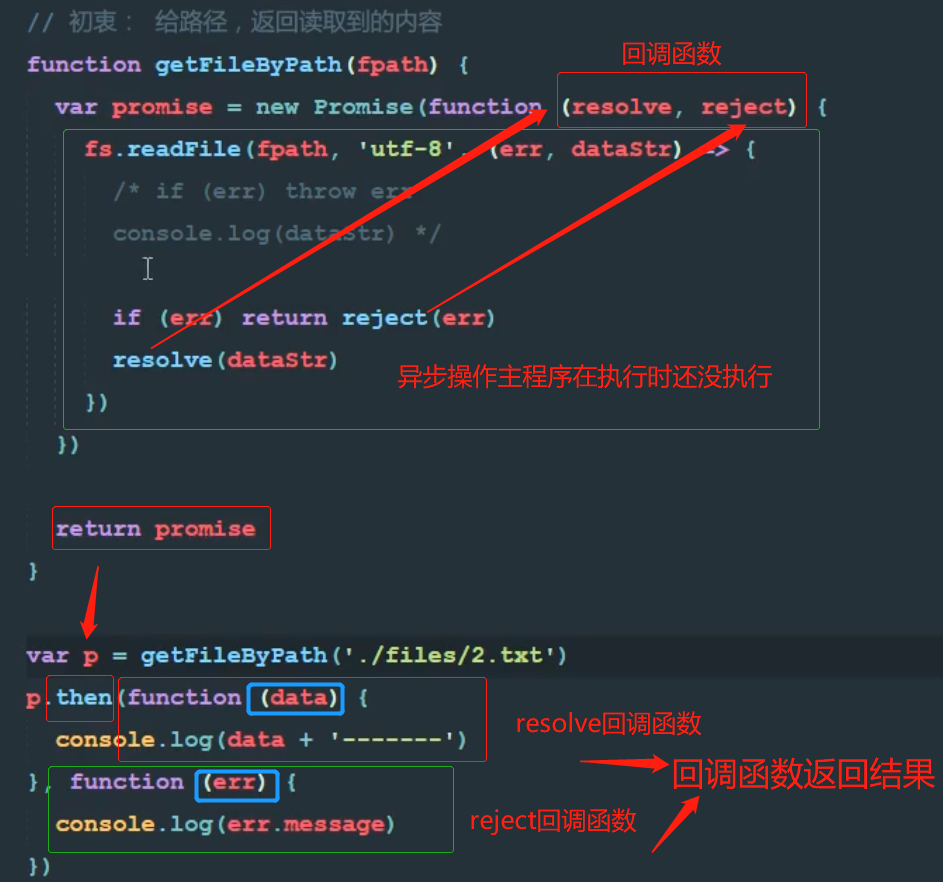 // 初衷： 给路径，返回读取到的内容
function getFileByPath(fpath) {
回调函数
var promise = new Promise(function (resolve, reject) {
fs.readFile(fpath, 'utf-8', (err, dataStr) => {
/* if (err) throw err
console.log(dataStr) */
if (err) return reject(err)
resolve(dataStr)
异步操作主程序在执行时还没执行
})
})
return promise
}
var p = getFileByPath('./files/2.txt')
p.then(function (data) {
resolve回调函数
console.log(data + '-------')
回调函数返回结果
}, function (err) {
reject回调函数
console.log(err.message)
})